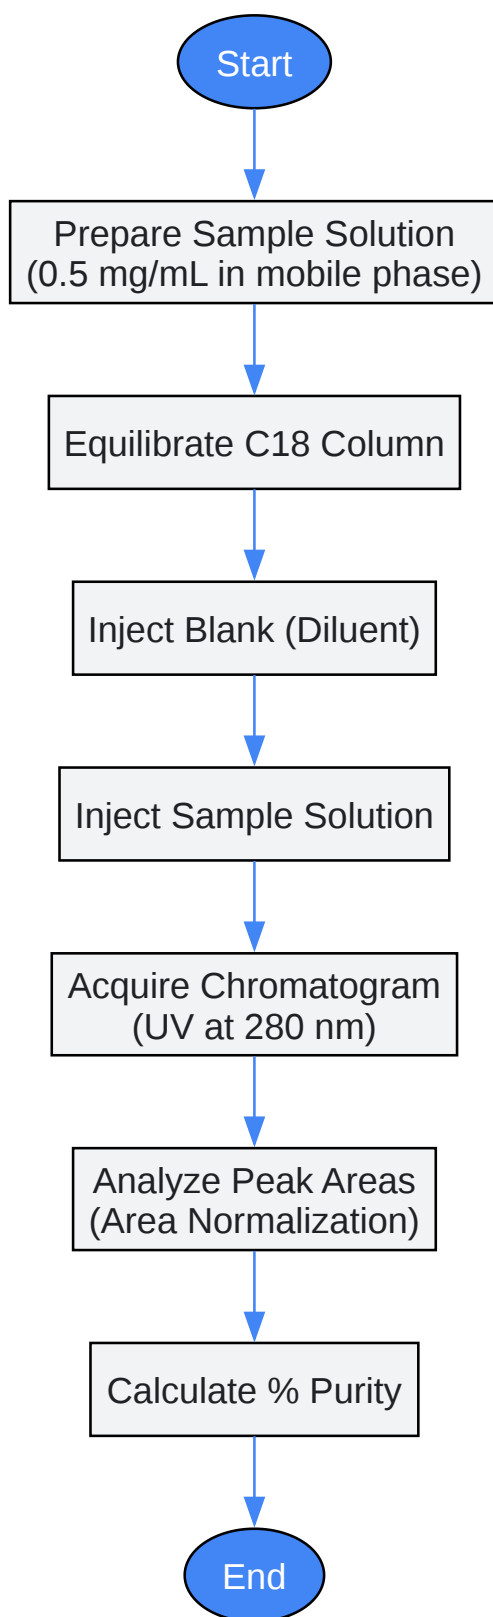 Start
Prepare Sample Solution
(0.5 mg/mL in mobile phase)
Equilibrate C18 Column
Inject Blank (Diluent)
Inject Sample Solution
Acquire Chromatogram
(UV at 280 nm)
Analyze Peak Areas
(Area Normalization)
Calculate % Purity
End